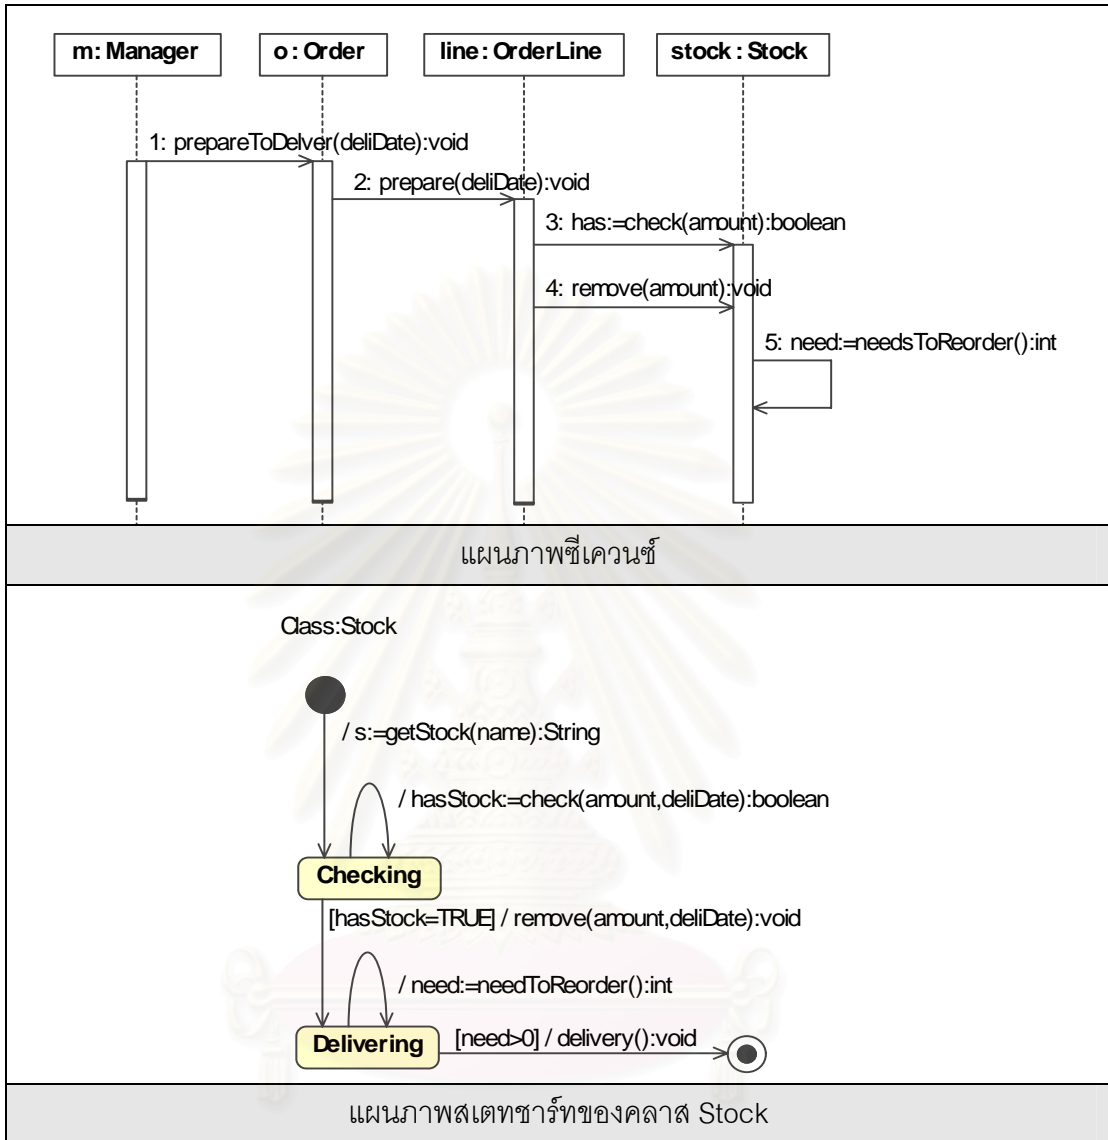 m: Manager
o: Order
line: OrderLine
stock: Stock
1: prepareToDelver(deliDate):void
2: prepare(deliDate):void
3: has:=check(amount):boolean
4: remove(amount):void
5: need:=needsToReorder():int
แผนภาพซีเควนซ์
Class:Stock
/ s:=getStock(name):String
/ hasStock:=check(amount,deliDate):boolean
Checking
[hasStock=TRUE] / remove(amount,deliDate):void
/ need:=needToReorder():int
Delivering
[need>0] / delivery():void
แผนภาพสเตทชาร์ทของคลาส Stock